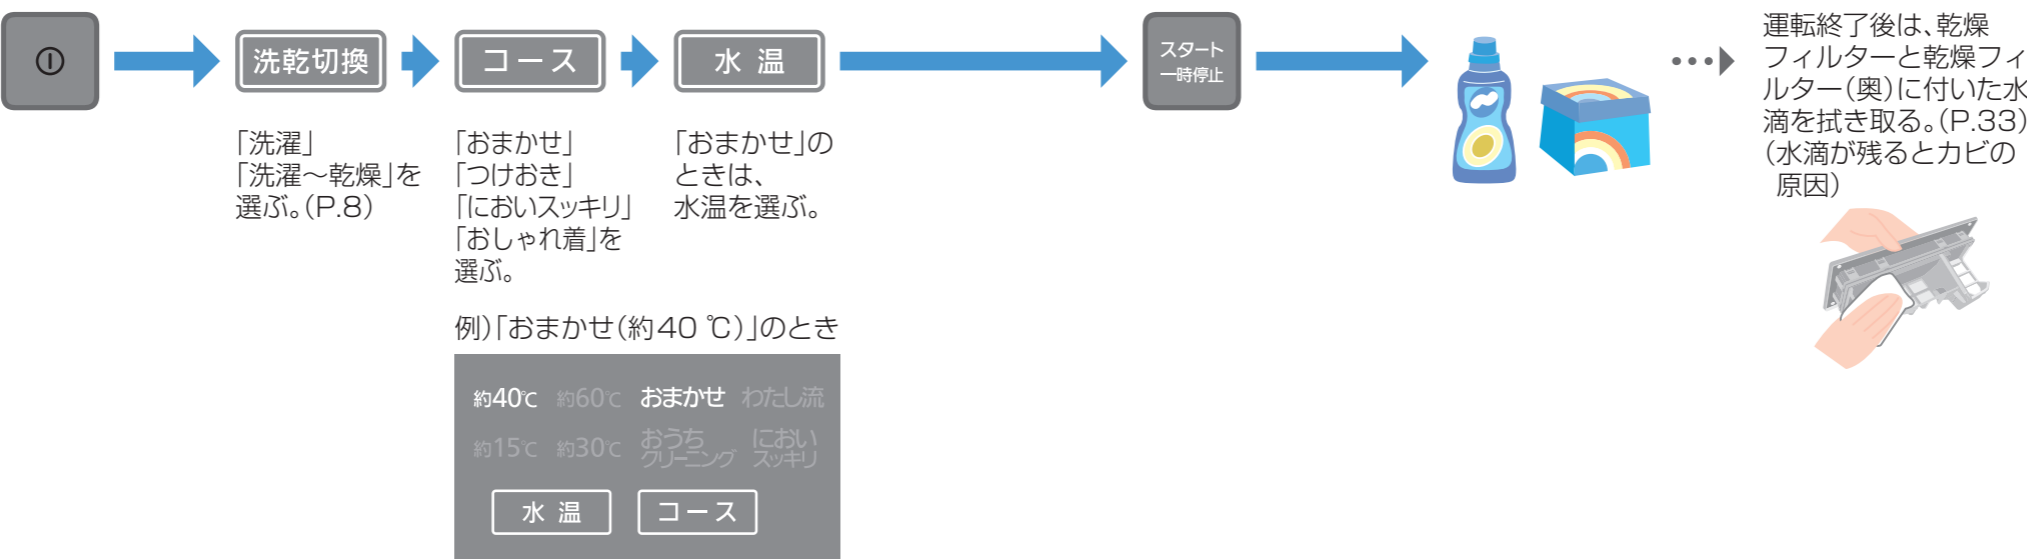 洗乾切換
コース
水温
スタート
一時停止
「洗濯」
「洗濯～乾燥」を
選ぶ。(P.8)
「おまかせ」
「つけおき」
「においスッキリ」
「おしゃれ着」を
選ぶ。
「おまかせ」の
ときは、
水温を選ぶ。
運転終了後は、乾燥
フィルターと乾燥フィ
ルター(奥)に付いた水
滴を拭き取る。(P.33)
(水滴が残るとカビの
原因)
例)「おまかせ(約40 ℃)」のとき
約40℃ 約60℃ おまかせ わたし流
約15℃ 約30℃ おうち
クリーニング
におい
スッキリ
水温
コース